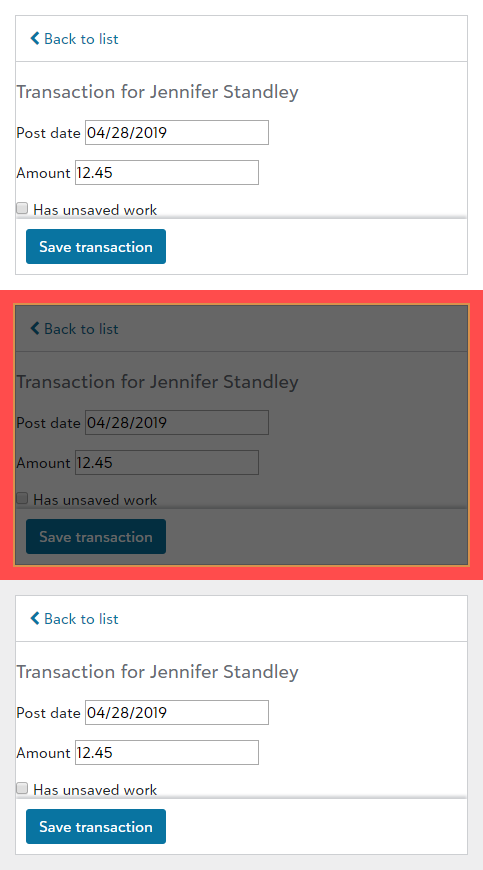 Back to list
Transaction for Jennifer Standley
Post date 04/28/2019
Amount 12.45
Has unsaved work
Save transaction
Back to list
Transaction for Jennifer Standley
Post date 04/28/2019
Amount 12.45
Has unsaved work
Save transaction
Back to list
Transaction for Jennifer Standley
Post date 04/28/2019
Amount 12.45
Has unsaved work
Save transaction